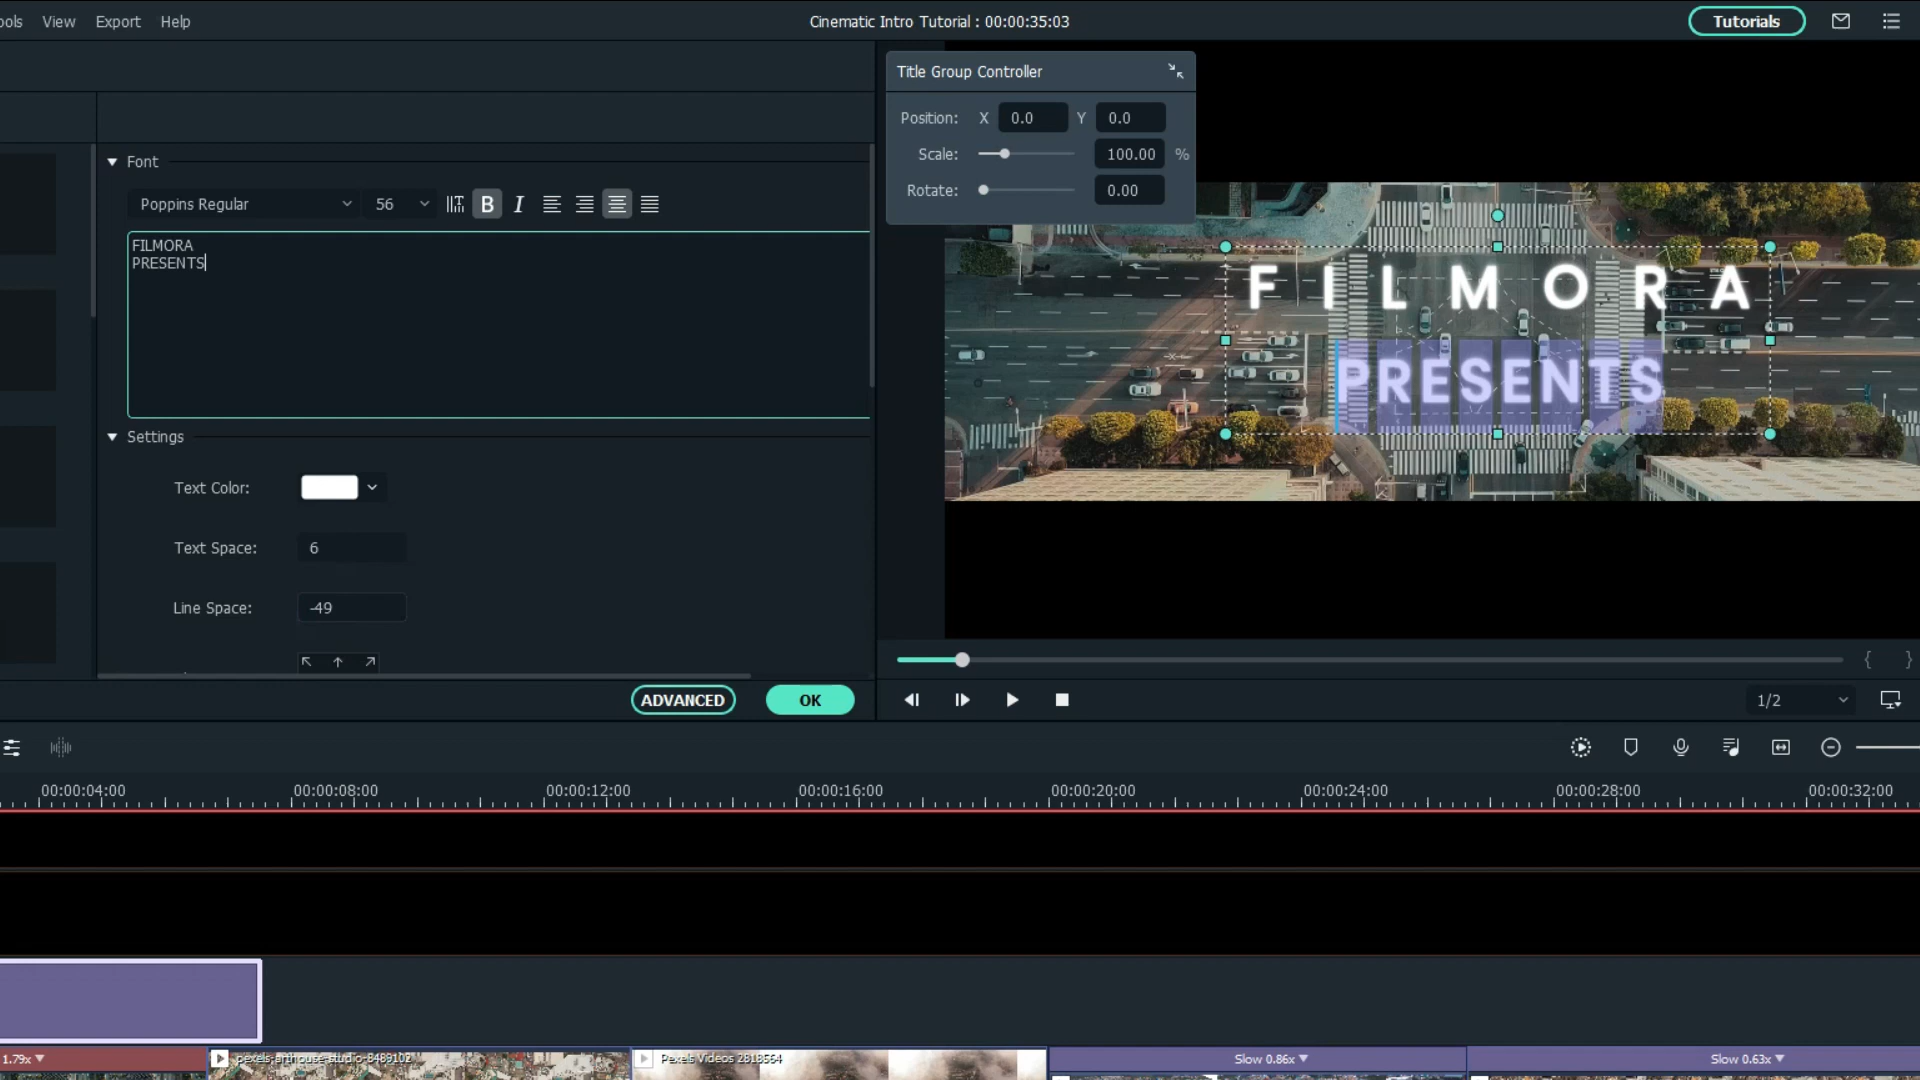 ools View Export Help
Cinematic Intro Tutorial : 00:00:35:03
Tutorials
Title Group Controller
Position: X 0.0 Y 0.0
Scale: 100.00 %
Rotate: 0.00
Font
Poppins Regular 56 B I
FILMORA
PRESENTS
Settings
Text Color:
Text Space: 6
Line Space: -49
ADVANCED OK
FILMORA
PRESENTS
{ }
1/2
00:00:04:00 00:00:08:00 00:00:12:00 00:00:16:00 00:00:20:00 00:00:24:00 00:00:28:00 00:00:32:00
1.79x pexels-arthouse-studio-8489102 Pexels Videos 2818564 Slow 0.86x Slow 0.63x